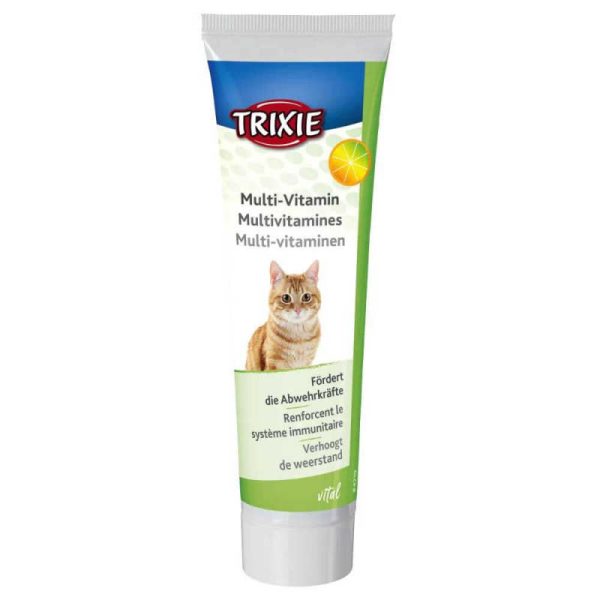 TRIXIE
Multi-Vitamin
Multivitamines
Multi-vitaminen
Fördert
die Abwehrkräfte
Renforcent le
système immunitaire
Verhoogt
de weerstand
vital